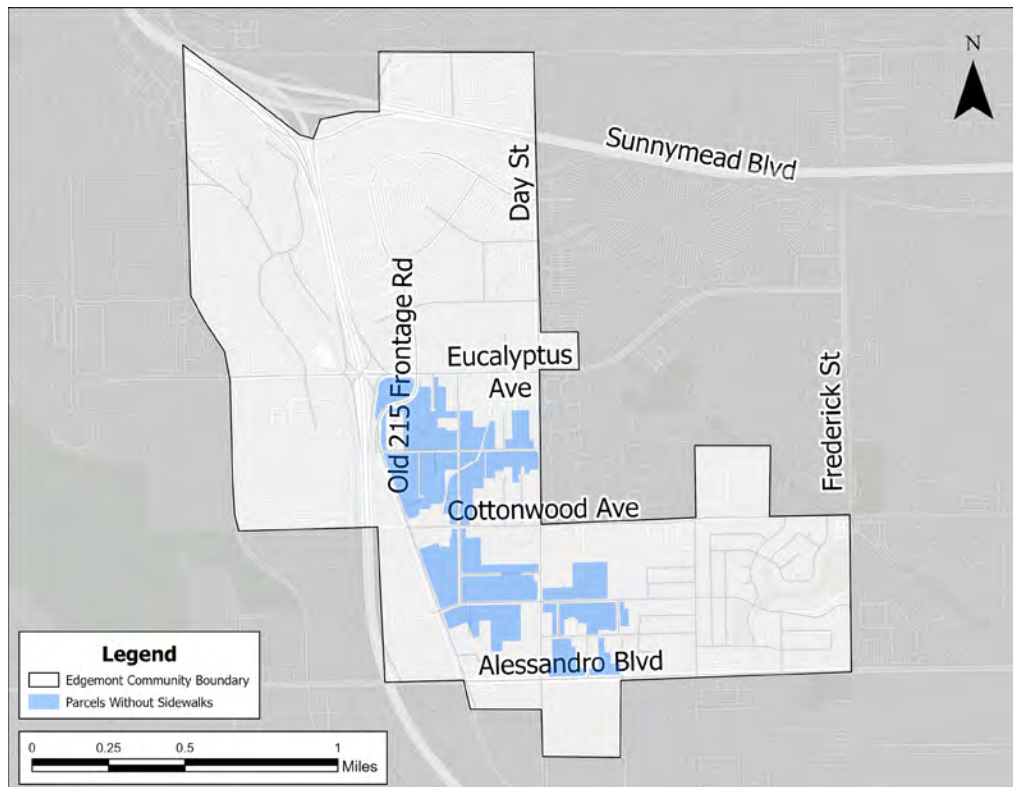 N
Sunnymead Blvd
Day St
Old 215 Frontage Rd
Eucalyptus
Ave
Frederick St
Cottonwood Ave
Alessandro Blvd
Legend
Edgemont Community Boundary
Parcels Without Sidewalks
0 0.25 0.5 1
Miles